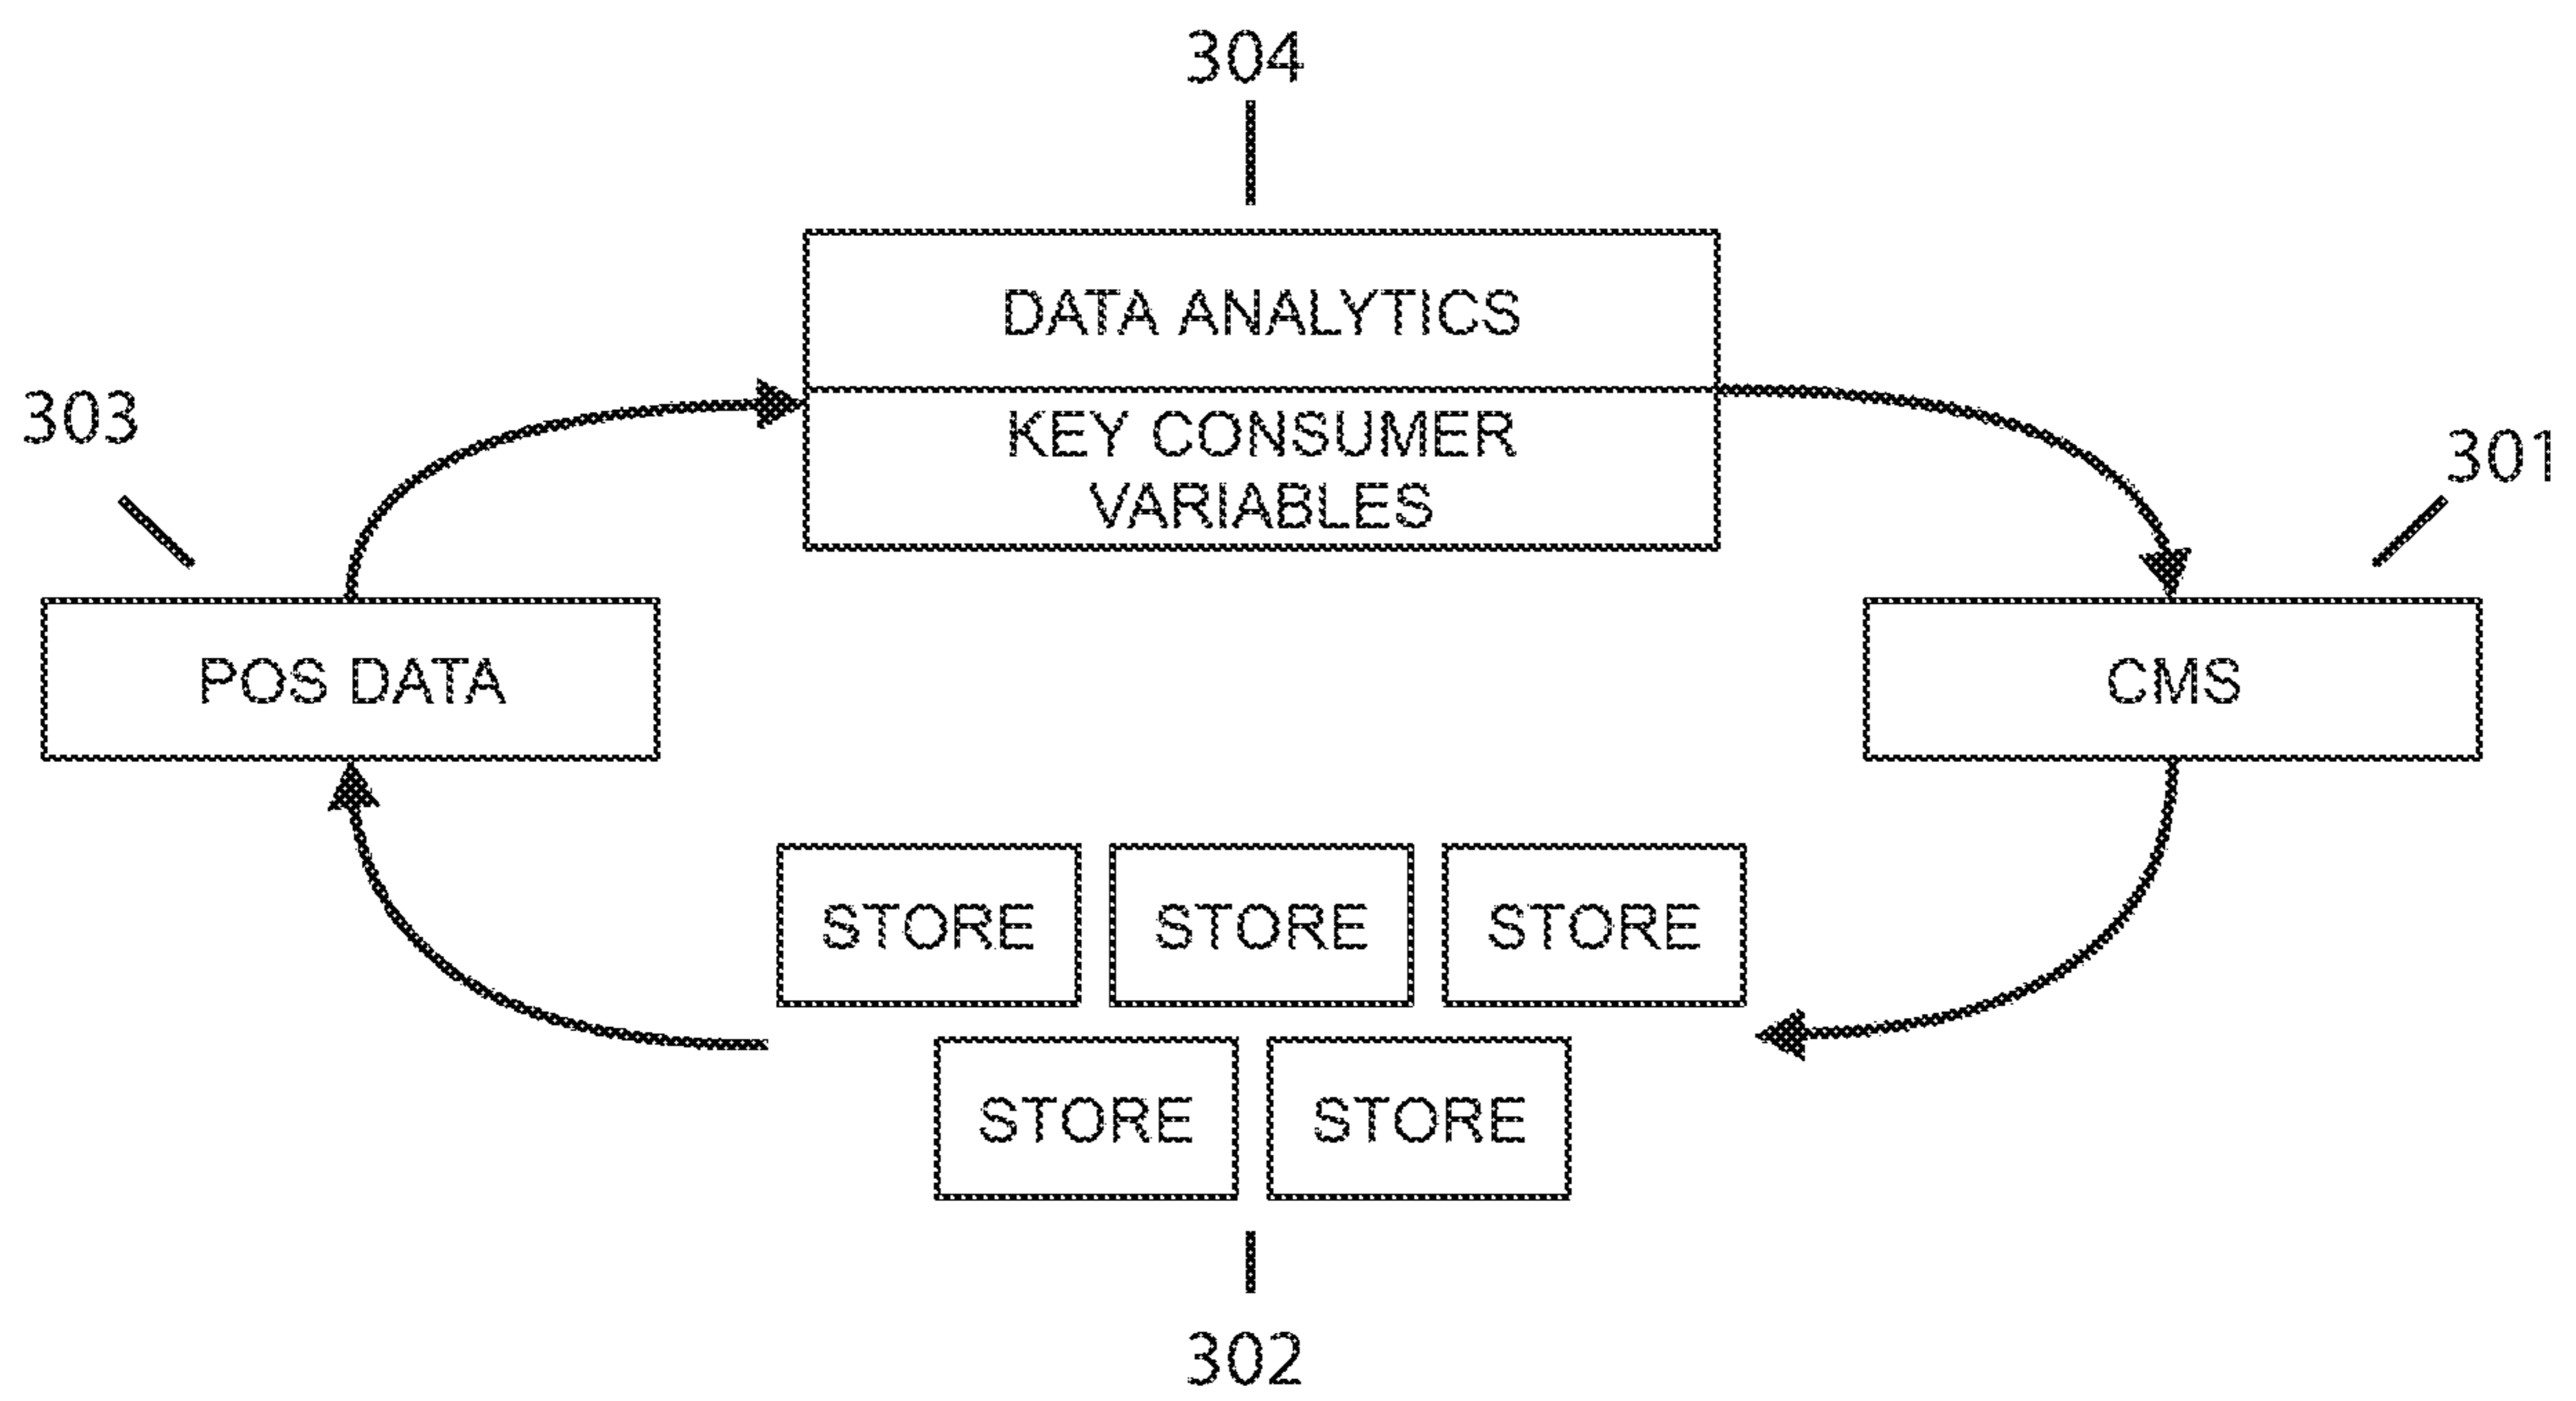 304
DATA ANALYTICS
303
KEY CONSUMER
VARIABLES
301
POS DATA
CMS
STORE STORE STORE
STORE STORE
302